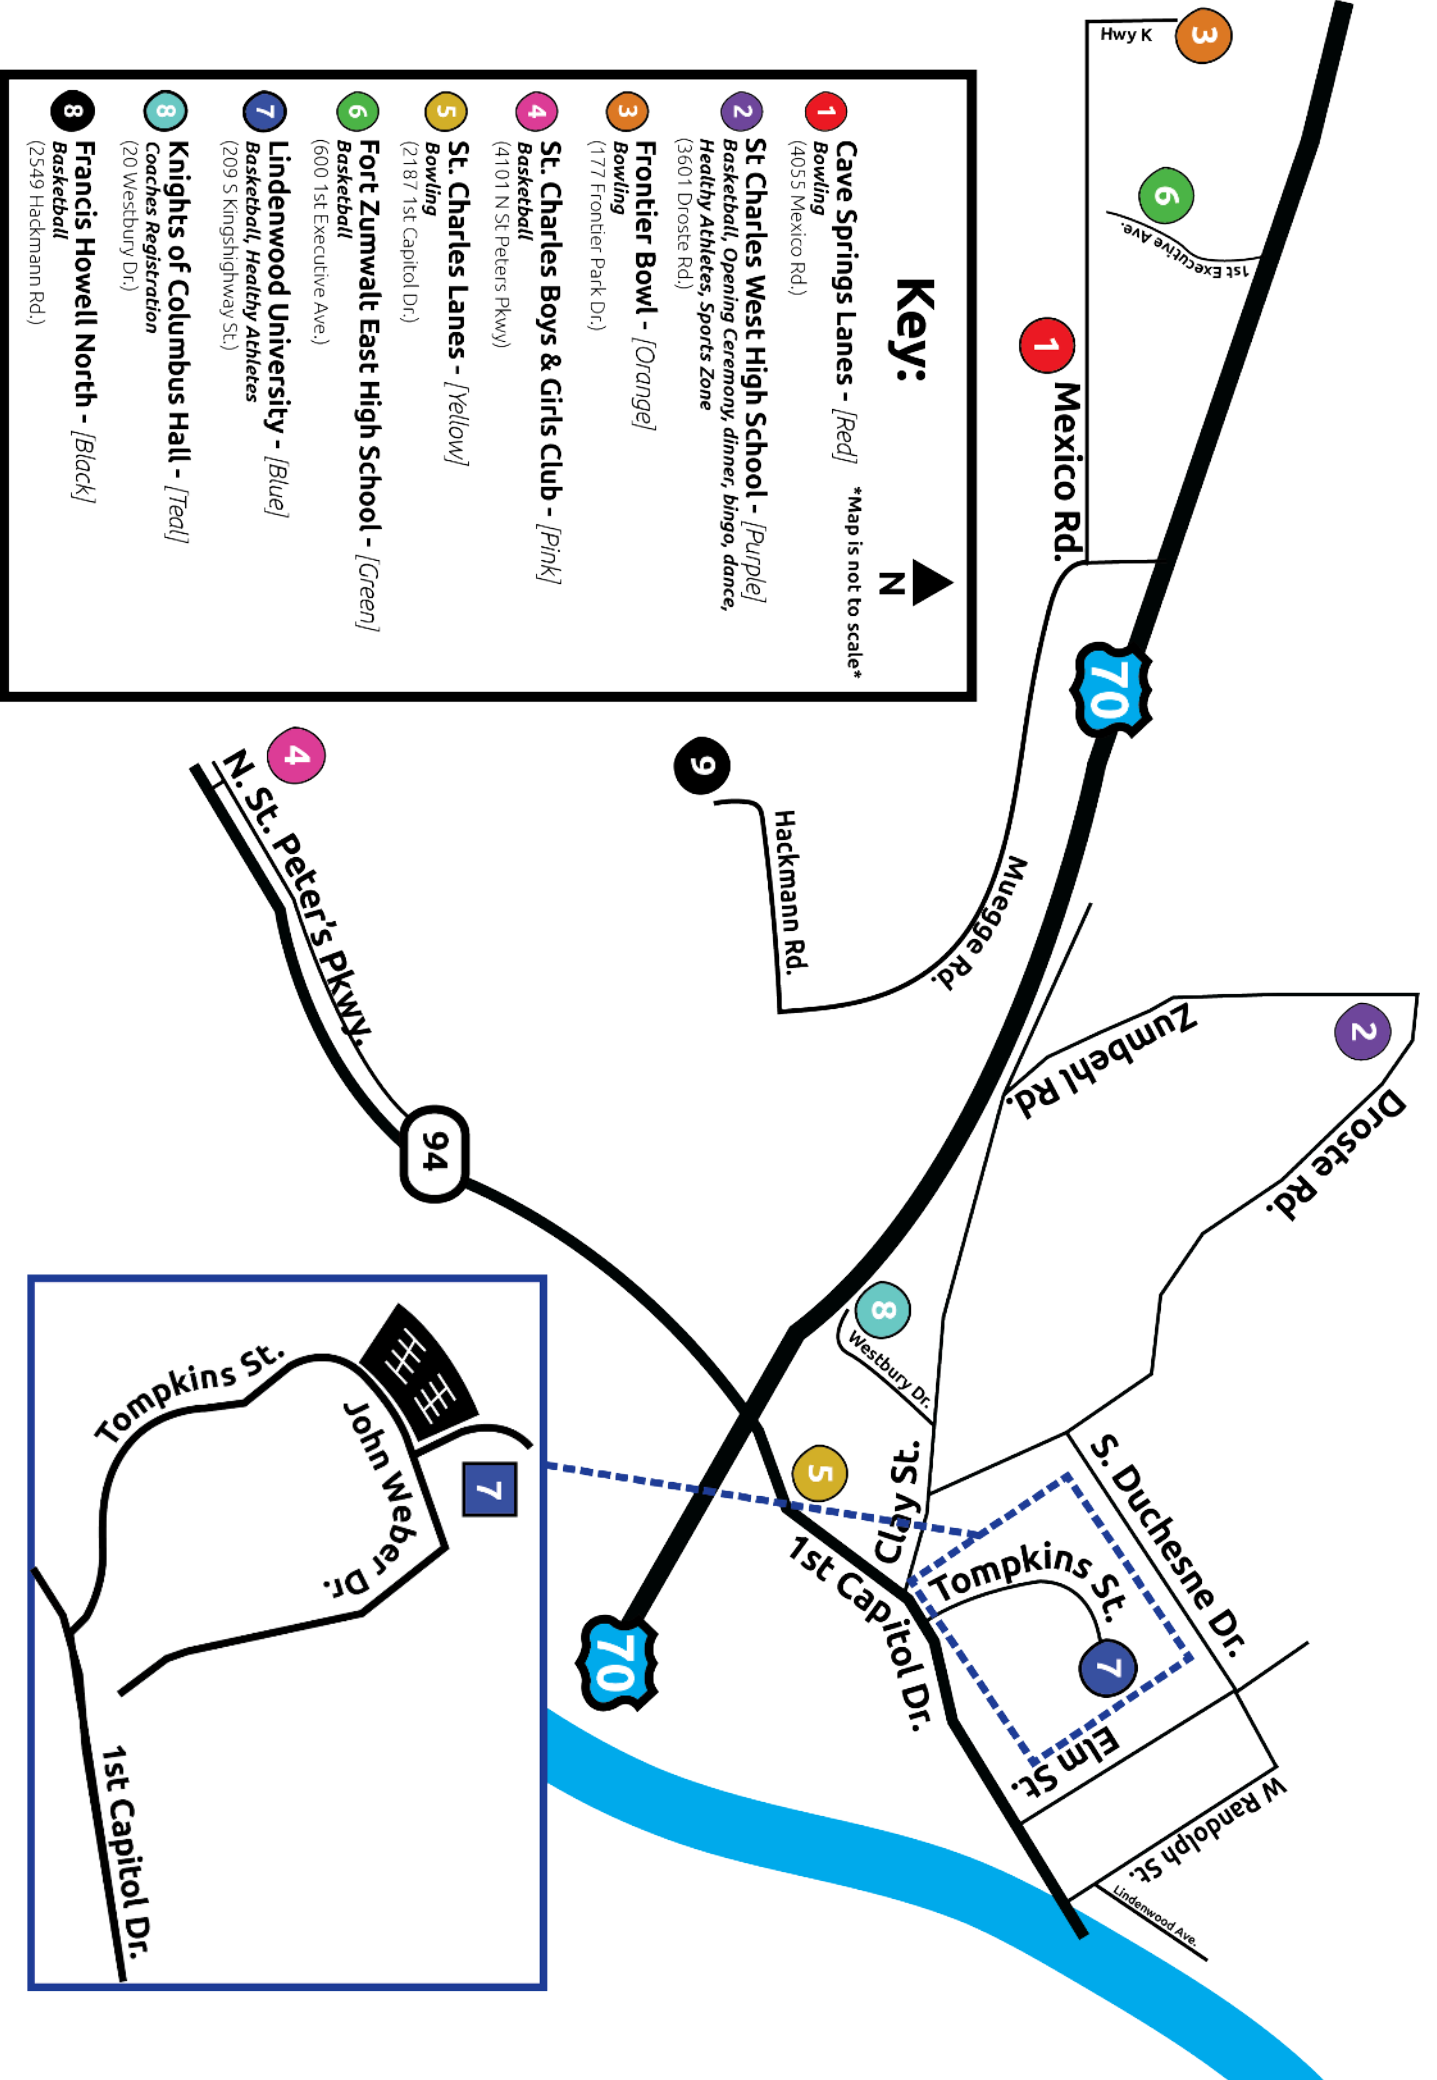 Key:
N
*Map is not to scale*
1
Cave Springs Lanes - [Red]
Bowling
(4055 Mexico Rd.)
2
St Charles West High School - [Purple]
Basketball, Opening Ceremony, dinner, bingo, dance,
Healthy Athletes, Sports Zone
(3601 Droste Rd.)
3
Frontier Bowl - [Orange]
Bowling
(177 Frontier Park Dr.)
4
St. Charles Boys & Girls Club - [Pink]
Basketball
(4101 N St Peters Pkwy)
5
St. Charles Lanes - [Yellow]
Bowling
(2187 1st Capitol Dr.)
6
Fort Zumwalt East High School - [Green]
Basketball
(600 1st Executive Ave.)
7
Lindenwood University - [Blue]
Basketball, Healthy Athletes
(209 S Kingshighway St.)
8
Knights of Columbus Hall - [Teal]
Coaches Registration
(20 Westbury Dr.)
8
Francis Howell North - [Black]
Basketball
(2549 Hackmann Rd.)
3
Hwy K
6
1st Executive Ave.
1
Mexico Rd.
70
Muegge Rd.
9
Hackmann Rd.
4
N. St. Peter's Pkwy.
94
2
Zumbehl Rd.
Droste Rd.
8
Westbury Dr.
5
Clay St.
1st Capitol Dr.
S. Duchesne Dr.
Tompkins St.
7
Elm St.
W Randolph St.
Lindenwood Ave.
70
Tompkins St.
John Weber Dr.
7
1st Capitol Dr.